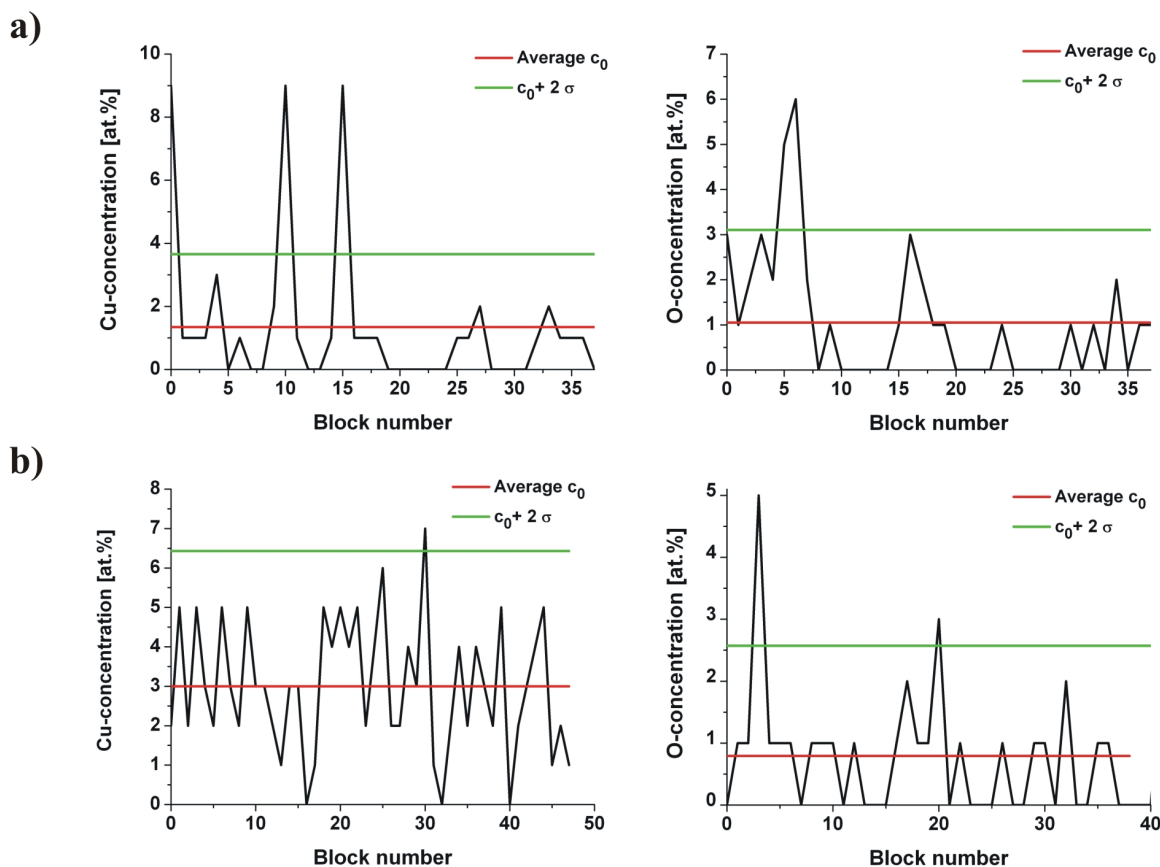 a)
10
8
6
4
2
0
Cu-concentration [at.%]
Average c₀
c₀+ 2 σ
0 5 10 15 20 25 30 35
Block number
7
6
5
4
3
2
1
0
O-concentration [at.%]
Average c₀
c₀+ 2 σ
0 5 10 15 20 25 30 35
Block number
b)
8
7
6
5
4
3
2
1
0
Cu-concentration [at.%]
Average c₀
c₀+ 2 σ
0 10 20 30 40 50
Block number
5
4
3
2
1
0
O-concentration [at.%]
Average c₀
c₀+ 2 σ
0 10 20 30 40
Block number